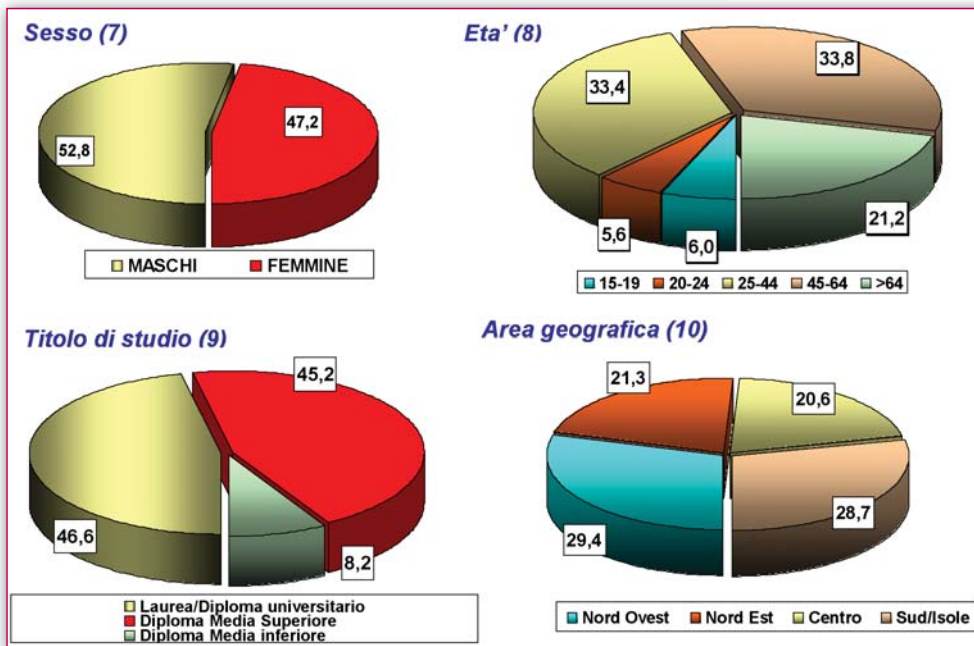 Sesso (7)
52,8
47,2
MASCHI FEMMINE
Eta' (8)
33,4
33,8
5,6
6,0
21,2
15-19 20-24 25-44 45-64 >64
Titolo di studio (9)
45,2
46,6
8,2
Laurea/Diploma universitario
Diploma Media Superiore
Diploma Media inferiore
Area geografica (10)
21,3
20,6
29,4
28,7
Nord Ovest Nord Est Centro Sud/Isole